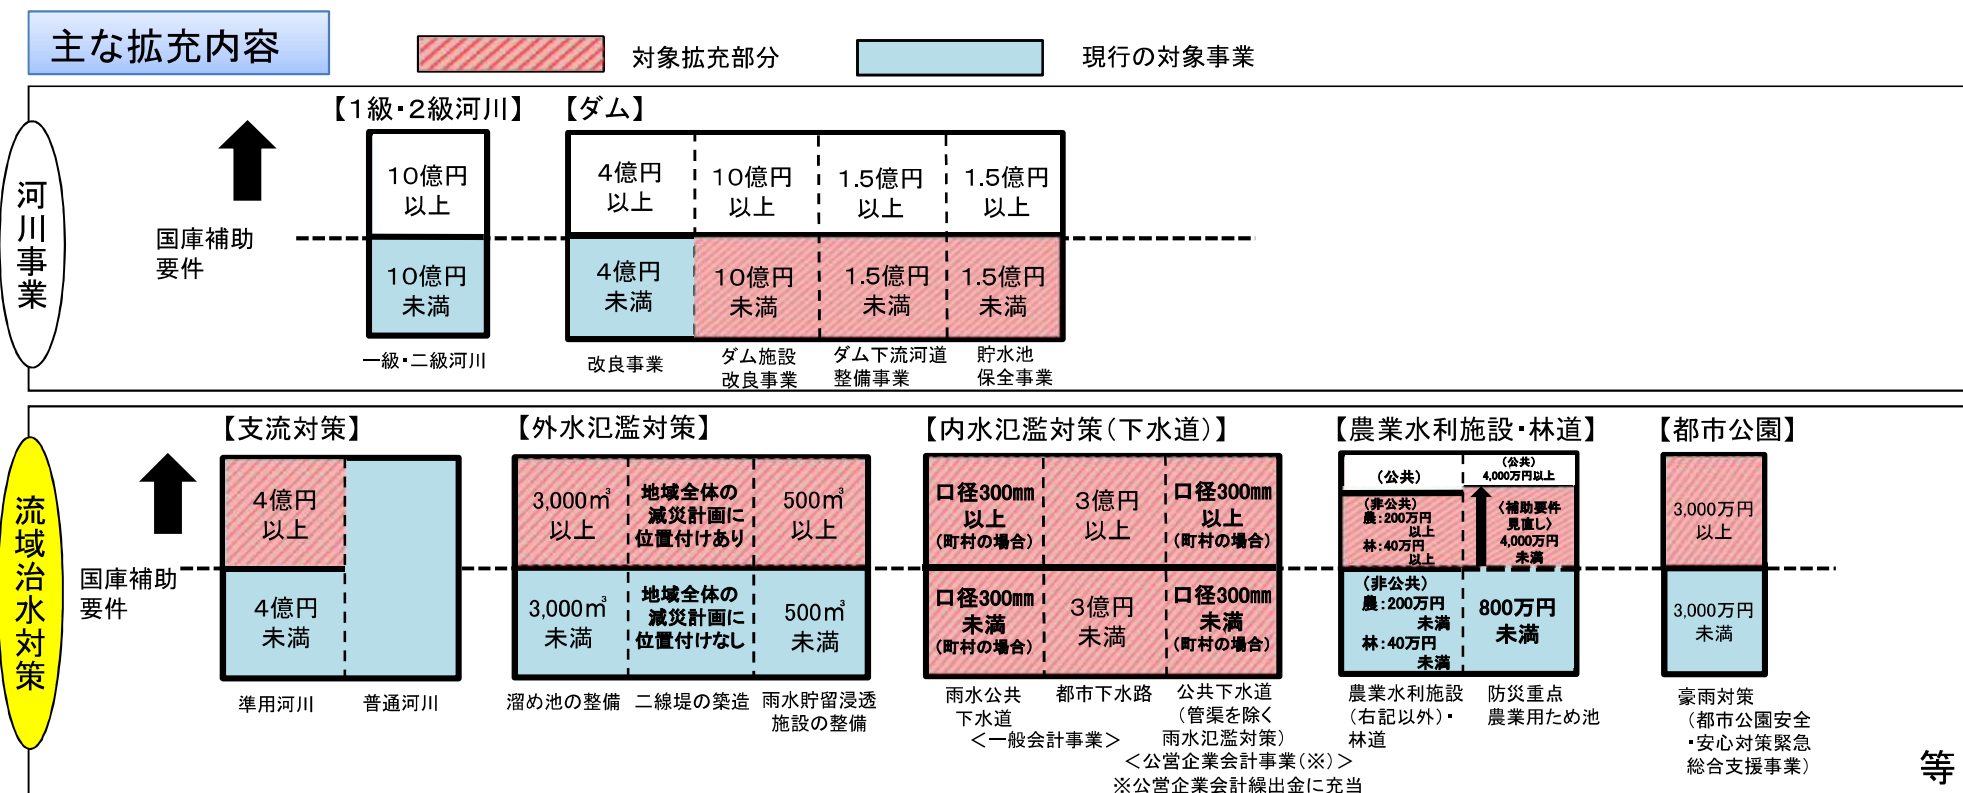 主な拡充内容
対象拡充部分
現行の対象事業
河川事業
国庫補助
要件
【1級・2級河川】
10億円
以上
10億円
未満
一級・二級河川
【ダム】
4億円
以上
10億円
以上
1.5億円
以上
1.5億円
以上
4億円
未満
10億円
未満
1.5億円
未満
1.5億円
未満
改良事業
ダム施設
改良事業
ダム下流河道
整備事業
貯水池
保全事業
流域治水対策
国庫補助
要件
【支流対策】
4億円
以上
4億円
未満
準用河川
普通河川
【外水氾濫対策】
3,000㎥
以上
地域全体の
減災計画に
位置付けあり
500㎥
以上
3,000㎥
未満
地域全体の
減災計画に
位置付けなし
500㎥
未満
溜め池の整備
二線堤の築造
雨水貯留浸透
施設の整備
【内水氾濫対策(下水道)】
口径300mm
以上
(町村の場合)
3億円
以上
口径300mm
以上
(町村の場合)
口径300mm
未満
(町村の場合)
3億円
未満
口径300mm
未満
(町村の場合)
雨水公共
下水道
都市下水路
<一般会計事業>
公共下水道
(管渠を除く
雨水氾濫対策)
<公営企業会計事業(※)>
※公営企業会計繰出金に充当
【農業水利施設・林道】
(公共)
(公共)
4,000万円以上
(非公共)
農:200万円
以上
林:40万円
以上
〈補助要件
見直し〉
4,000万円
未満
(非公共)
農:200万円
未満
林:40万円
未満
800万円
未満
農業水利施設
(右記以外)・
林道
防災重点
農業用ため池
【都市公園】
3,000万円
以上
3,000万円
未満
豪雨対策
(都市公園安全
・安心対策緊急
総合支援事業)
等